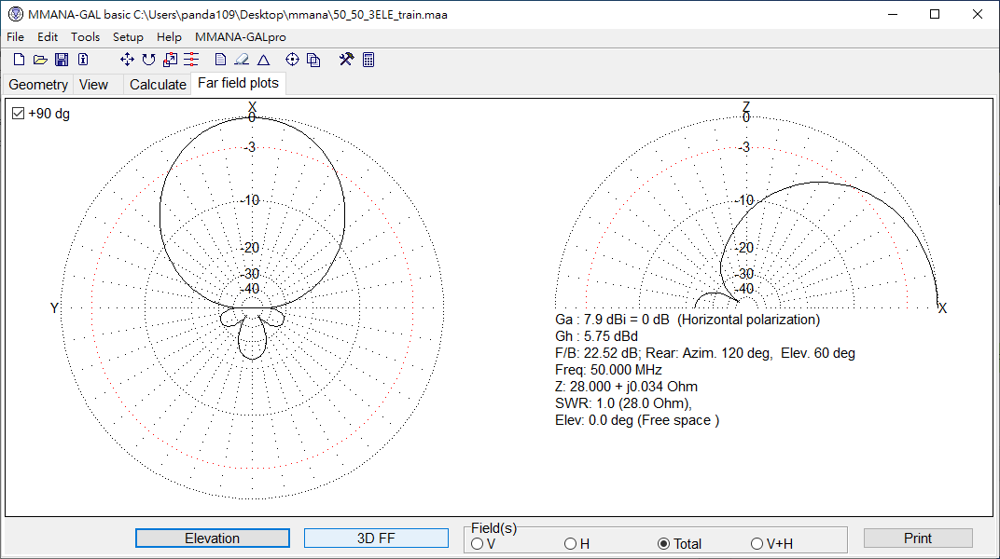 MMANA-GAL basic C:\Users\panda109\Desktop\mmana\50_50_3ELE_train.maa
File Edit Tools Setup Help MMANA-GALpro
Geometry View Calculate Far field plots
+90 dg
X
0
-3
-10
-20
-30
-40
Y
Z
0
-3
-10
-20
-30
-40
X
Ga : 7.9 dBi = 0 dB (Horizontal polarization)
Gh : 5.75 dBd
F/B: 22.52 dB; Rear: Azim. 120 deg, Elev. 60 deg
Freq: 50.000 MHz
Z: 28.000 + j0.034 Ohm
SWR: 1.0 (28.0 Ohm),
Elev: 0.0 deg (Free space )
Elevation
3D FF
Field(s)
V H Total V+H
Print